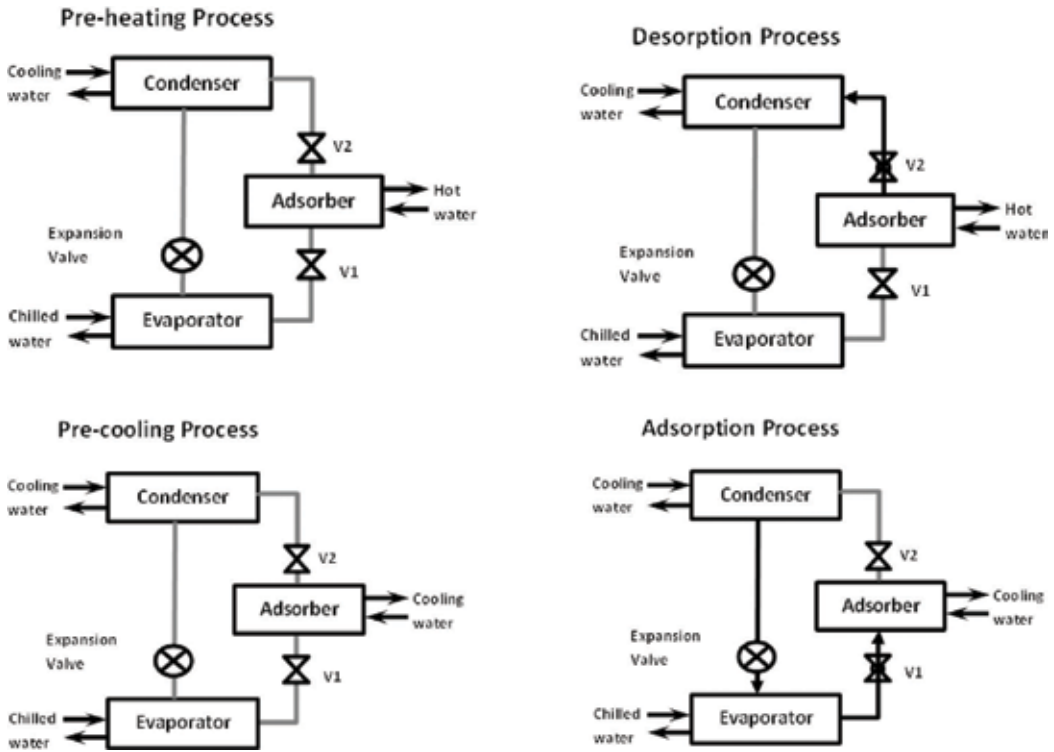 Pre-heating Process
Cooling
water
Condenser
V2
Adsorber
Hot
water
Expansion
Valve
V1
Chilled
water
Evaporator
Desorption Process
Cooling
water
Condenser
V2
Adsorber
Hot
water
Expansion
Valve
V1
Chilled
water
Evaporator
Pre-cooling Process
Cooling
water
Condenser
V2
Adsorber
Cooling
water
Expansion
Valve
V1
Chilled
water
Evaporator
Adsorption Process
Cooling
water
Condenser
V2
Adsorber
Cooling
water
Expansion
Valve
V1
Chilled
water
Evaporator